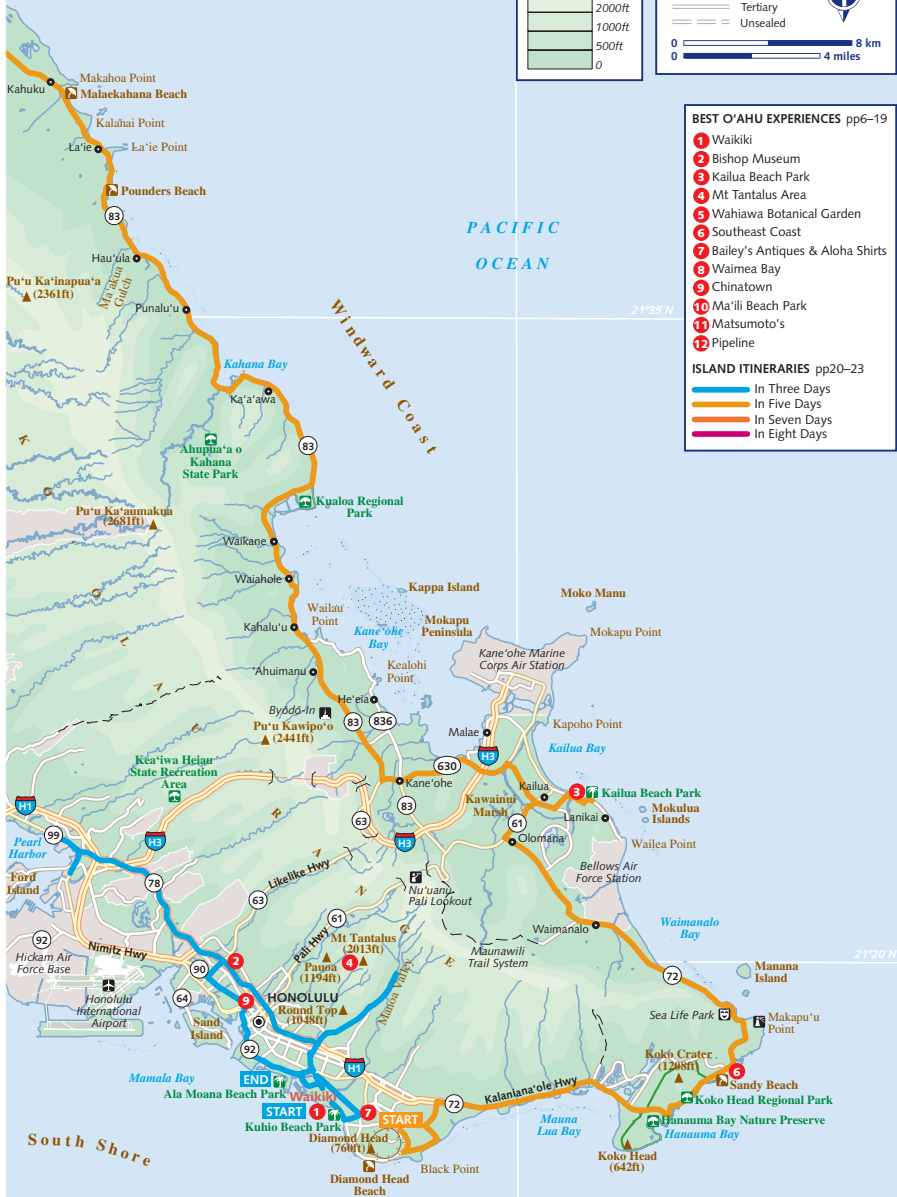 2000ft
1000ft
500ft
0
Tertiary
Unsealed
0 8 km
0 4 miles
BEST O‘AHU EXPERIENCES pp6–19
1 Waikiki
2 Bishop Museum
3 Kailua Beach Park
4 Mt Tantalus Area
5 Wahiawa Botanical Garden
6 Southeast Coast
7 Bailey's Antiques & Aloha Shirts
8 Waimea Bay
9 Chinatown
10 Ma‘ili Beach Park
11 Matsumoto's
12 Pipeline
ISLAND ITINERARIES pp20–23
In Three Days
In Five Days
In Seven Days
In Eight Days
Kahuku
Makahoa Point
Malaekahana Beach
Kalanai Point
La‘ie
La‘ie Point
Pounders Beach
83
PACIFIC
OCEAN
Hau‘ula
Ma‘akua
Gulch
Pu‘u Ka‘inapua‘a
(2361ft)
Punalu‘u
21°35'N
Windward Coast
Kahana Bay
Ka‘a‘awa
83
Ahupua‘a o
Kahana
State Park
Kualoa Regional
Park
Pu‘u Ka‘aumakua
(2681ft)
KO‘OLAU RANGE
Waikane
Waiahole
Kappa Island
Moko Manu
Wailau
Point
Mokapu
Peninsula
Mokapu Point
Kahalu‘u
Kane‘ohe
Bay
Kane‘ohe Marine
Corps Air Station
‘Ahuimanu
Kealohi
Point
He‘eia
Byōdō-In
83
836
Kapoho Point
Pu‘u Kawipo‘o
(2441ft)
Malae
Kailua Bay
H3
Kea‘iwa Heiau
State Recreation
Area
630
Kane‘ohe
Kailua
3
Kailua Beach Park
H1
83
Kawainui
Marsh
Lanikai
Mokulua
Islands
99
H3
63
H3
61
Olomana
Wailea Point
Pearl
Harbor
Ford
Island
78
Likelike Hwy
63
Nu‘uanu
Pali Lookout
Bellows Air
Force Station
61
Pali Hwy
Waimanalo
Waimanalo
Bay
92
Hickam Air
Force Base
Nimitz Hwy
2
90
Mt Tantalus
(2013ft)
4
Pauoa
(1194ft)
Maunawili
Trail System
21°20'N
72
Manana
Island
Honolulu
International
Airport
64
9
HONOLULU
Round Top
(1048ft)
Manoa Valley
Sea Life Park
Makapu‘u
Point
Sand
Island
92
Koko Crater
(1208ft)
6
Sandy Beach
Mamala Bay
END
Ala Moana Beach Park
H1
Koko Head Regional Park
Waikiki
START
1
7
START
72
Kalaniana‘ole Hwy
Hanauma Bay Nature Preserve
Kuhio Beach Park
Mauna
Lua Bay
Hanauma Bay
South Shore
Diamond Head
(760ft)
Koko Head
(642ft)
Diamond Head
Beach
Black Point